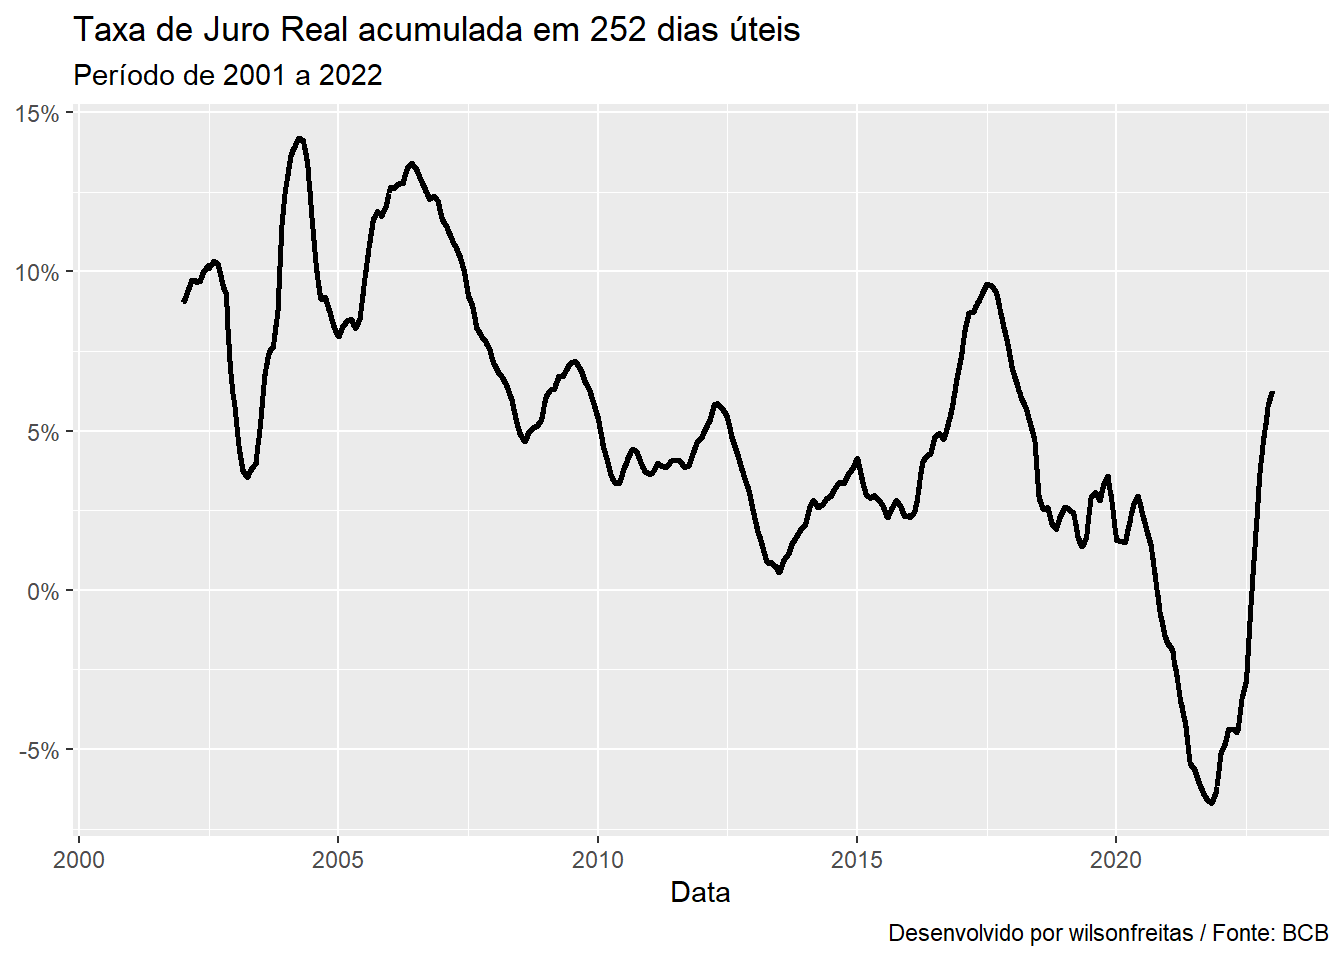 Taxa de Juro Real acumulada em 252 dias úteis
Período de 2001 a 2022
15%
10%
5%
0%
-5%
2000 2005 2010 2015 2020
Data
Desenvolvido por wilsonfreitas / Fonte: BCB